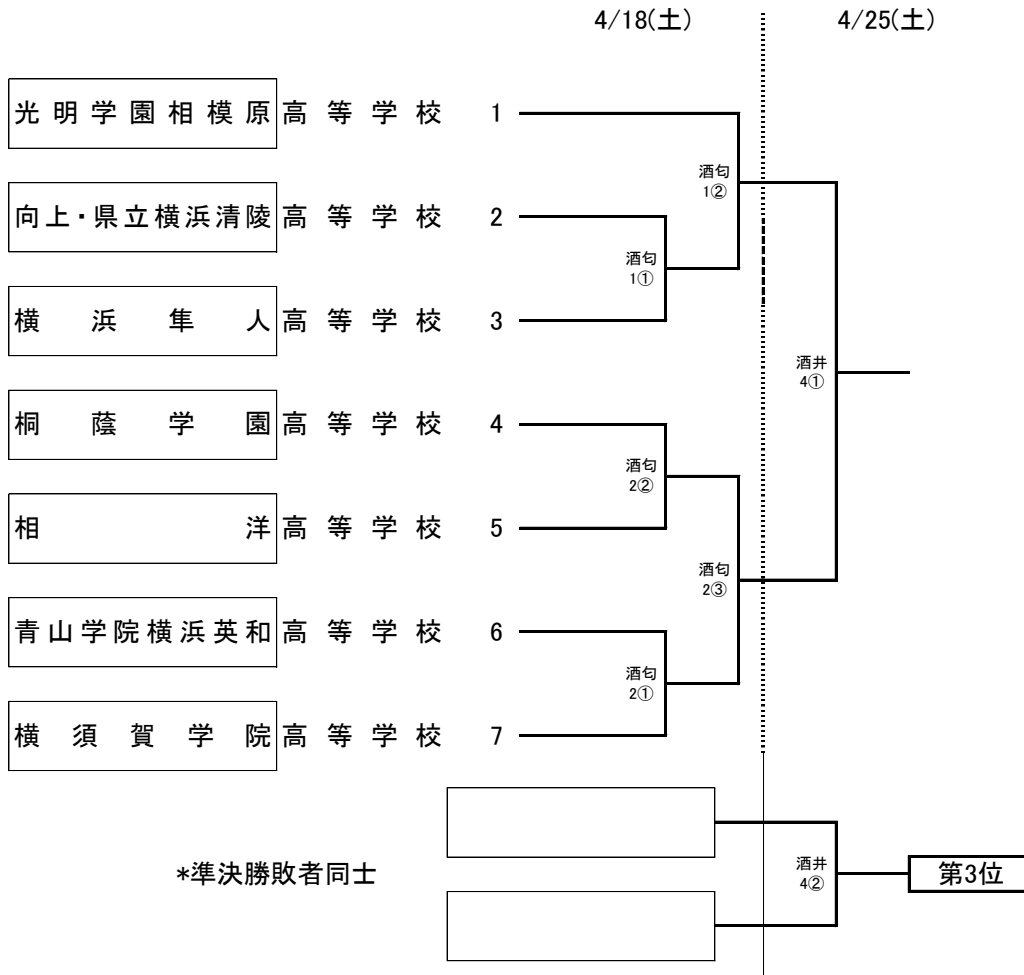 4/18(土) 4/25(土)
光明学園相模原高等学校 1
酒匂
1②
向上・県立横浜清陵高等学校 2
酒匂
1①
横浜隼人高等学校 3
酒井
4①
桐蔭学園高等学校 4
酒匂
2②
相洋高等学校 5
酒匂
2③
青山学院横浜英和高等学校 6
酒匂
2①
横須賀学院高等学校 7
*準決勝敗者同士
酒井
4②
第3位